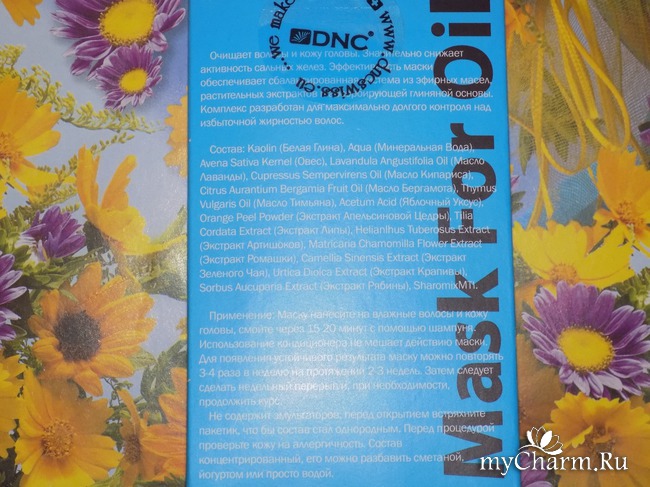 ...we make
DNC®
www.dncswiss.eu
Mask For Oil
Очищает волосы и кожу головы. Значительно снижает
активность сальных желез. Эффективность маски
обеспечивает сбалансированная система из эфирных масел,
растительных экстрактов и глиняной основы.
Комплекс разработан для максимально долгого контроля над
избыточной жирностью волос.
Состав: Kaolin (Белая Глина), Aqua (Минеральная Вода),
Avena Sativa Kernel (Овес), Lavandula Angustifolia Oil (Масло
Лаванды), Cupressus Sempervirens Oil (Масло Кипариса),
Citrus Aurantium Bergamia Fruit Oil (Масло Бергамота), Thymus
Vulgaris Oil (Масло Тимьяна), Acetum Acid (Яблочный Уксус),
Orange Peel Powder (Экстракт Апельсиновой Цедры), Tilia
Cordata Extract (Экстракт Липы), Helianthus Tuberosus Extract
(Экстракт Артишоков), Matricaria Chamomilla Flower Extract
(Экстракт Ромашки), Camellia Sinensis Extract (Экстракт
Зеленого Чая), Urtica Dioica Extract (Экстракт Крапивы),
Sorbus Aucuparia Extract (Экстракт Рябины), SharomixM11.
Применение: Маску нанесите на влажные волосы и кожу
головы, смойте через 15-20 минут с помощью шампуня.
Использование кондиционера не мешает действию маски.
Для появления устойчивого результата маску можно повторять
3-4 раза в неделю на протяжении 2-3 недель. Затем следует
сделать недельный перерыв и, при необходимости,
продолжить курс.
Не содержит эмульгаторов, перед открытием встряхните
пакетик, что бы состав стал однородным. Перед процедурой
проверьте кожу на аллергичность. Состав
концентрированный, его можно разбавить сметаной,
йогуртом или просто водой.
myCharm.Ru